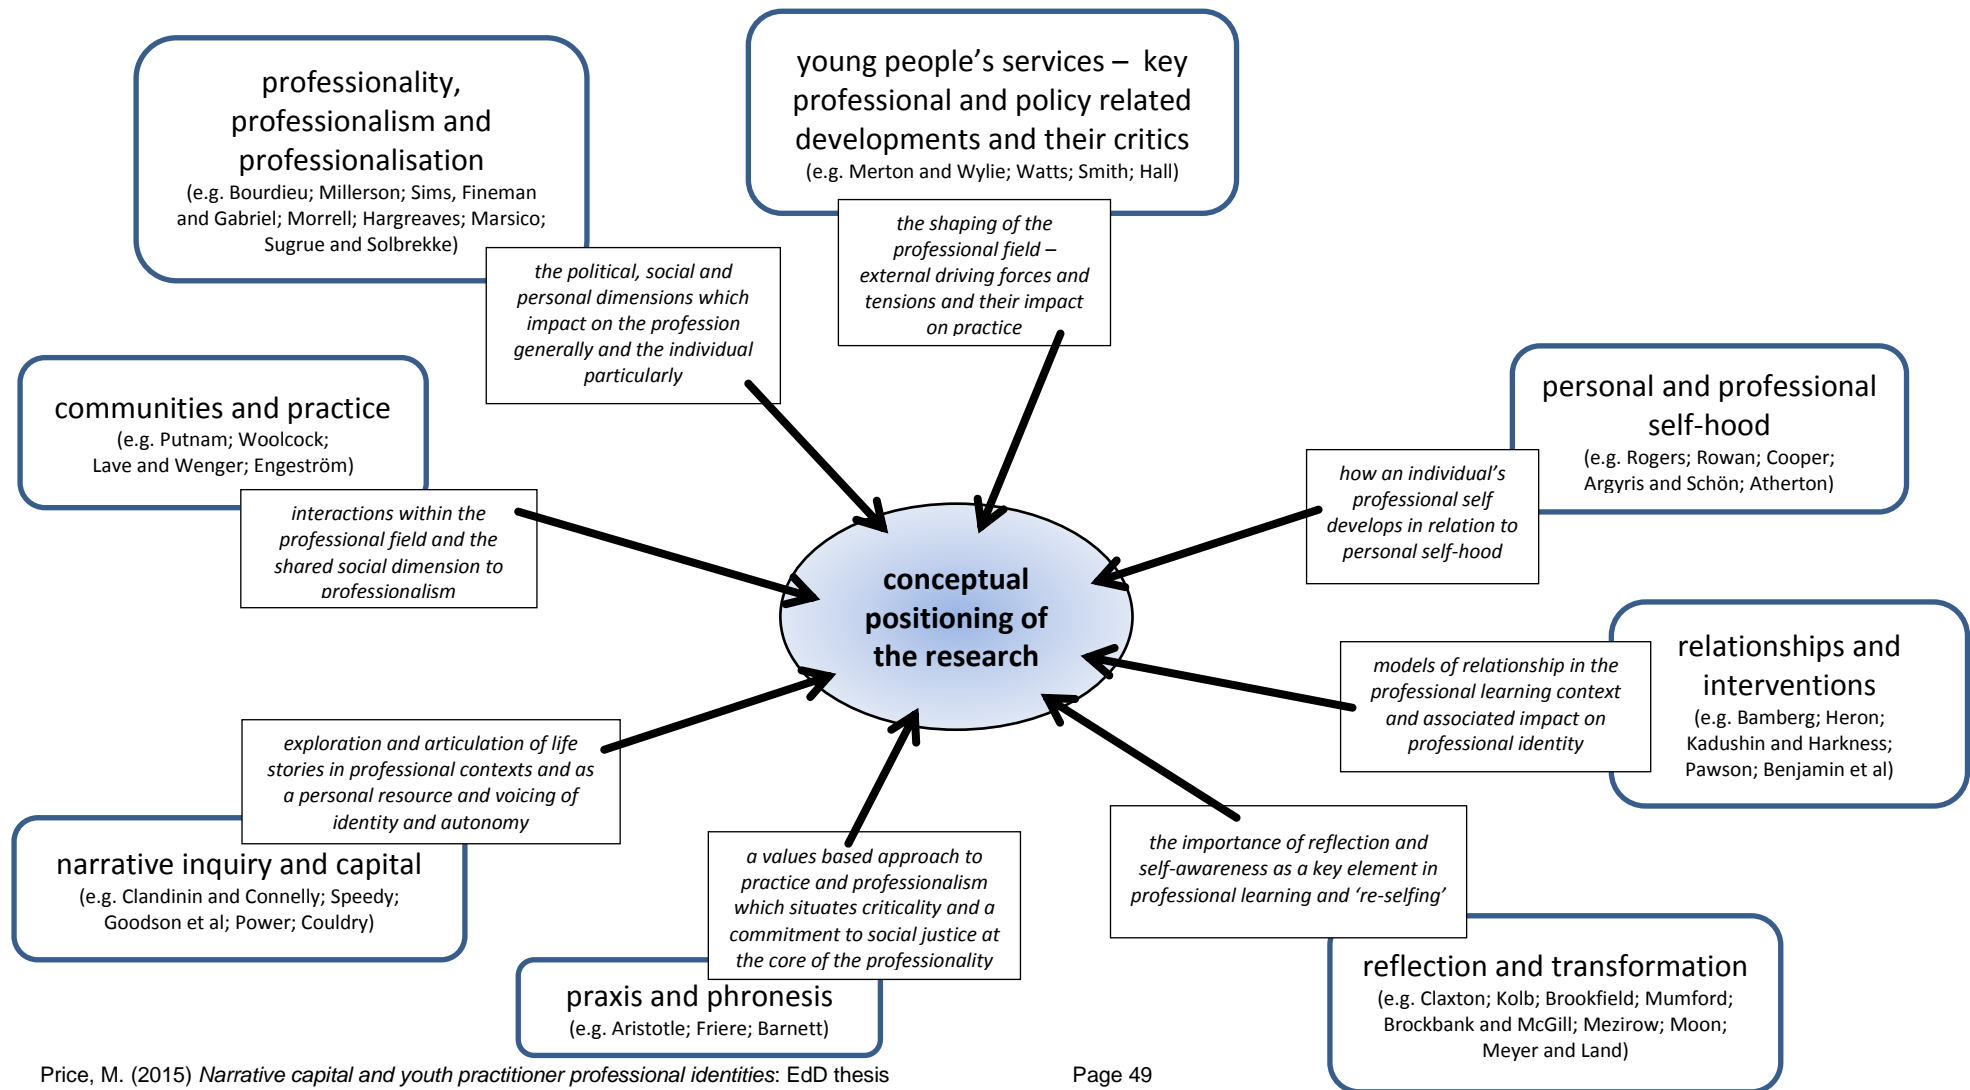 professionality,
professionalism and
professionalisation
(e.g. Bourdieu; Millerson; Sims, Fineman
and Gabriel; Morrell; Hargreaves; Marsico;
Sugrue and Solbrekke)
the political, social and
personal dimensions which
impact on the profession
generally and the individual
particularly
young people’s services – key
professional and policy related
developments and their critics
(e.g. Merton and Wylie; Watts; Smith; Hall)
the shaping of the
professional field –
external driving forces and
tensions and their impact
on practice
communities and practice
(e.g. Putnam; Woolcock;
Lave and Wenger; Engeström)
interactions within the
professional field and the
shared social dimension to
professionalism
personal and professional
self-hood
(e.g. Rogers; Rowan; Cooper;
Argyris and Schön; Atherton)
how an individual’s
professional self
develops in relation to
personal self-hood
conceptual
positioning of
the research
relationships and
interventions
(e.g. Bamberg; Heron;
Kadushin and Harkness;
Pawson; Benjamin et al)
models of relationship in the
professional learning context
and associated impact on
professional identity
exploration and articulation of life
stories in professional contexts and as
a personal resource and voicing of
identity and autonomy
narrative inquiry and capital
(e.g. Clandinin and Connelly; Speedy;
Goodson et al; Power; Couldry)
a values based approach to
practice and professionalism
which situates criticality and a
commitment to social justice at
the core of the professionality
praxis and phronesis
(e.g. Aristotle; Friere; Barnett)
the importance of reflection and
self-awareness as a key element in
professional learning and ‘re-selfing’
reflection and transformation
(e.g. Claxton; Kolb; Brookfield; Mumford;
Brockbank and McGill; Mezirow; Moon;
Meyer and Land)
Price, M. (2015) Narrative capital and youth practitioner professional identities: EdD thesis
Page 49